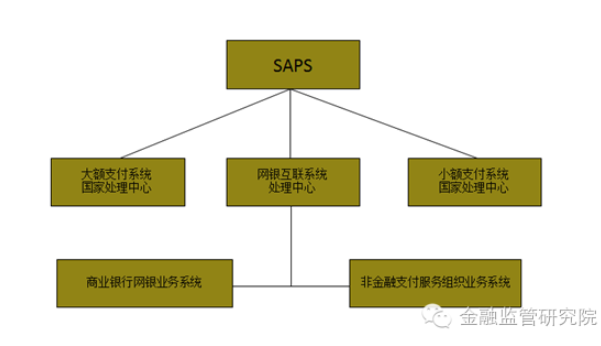 SAPS
大额支付系统
国家处理中心
网银互联系统
处理中心
小额支付系统
国家处理中心
商业银行网银业务系统
非金融支付服务组织业务系统
金融监管研究院